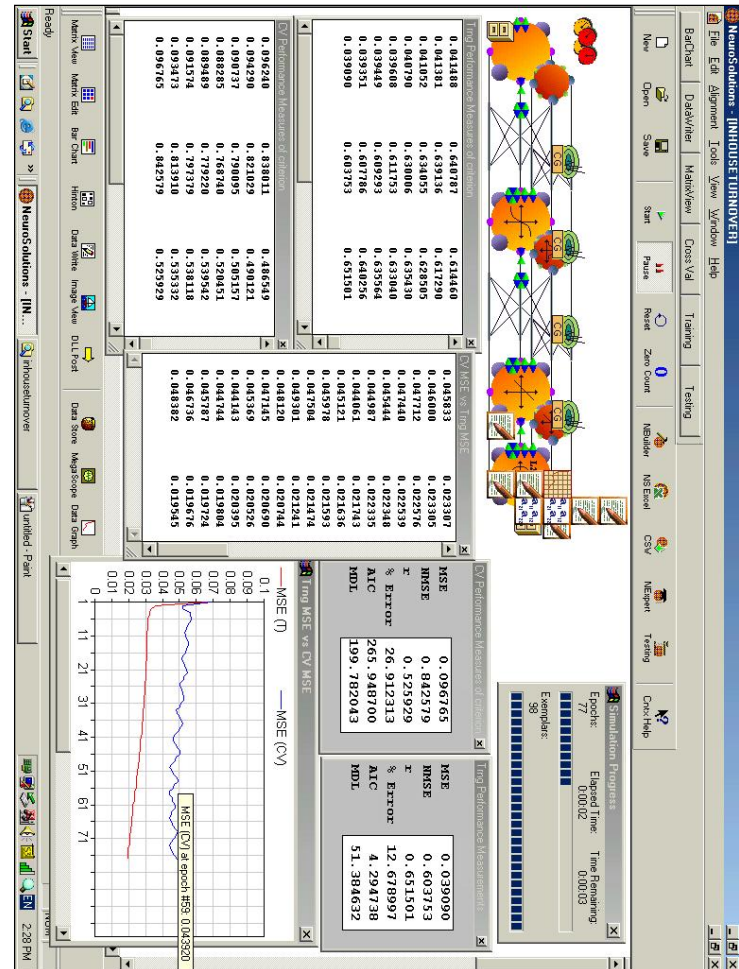 NeuroSolutions - [INHOUSETURNOVER]
File Edit Alignment Tools View Window Help
BarChart DataWriter MatrixView Cross Val Training Testing
New Open Save Start Pause Reset Zero Count NBuilder NS Excel CSW NExpert Testing Cntx Help
CG CG CG
Simulation Progress
Epochs: Elapsed Time: Time Remaining:
77 0:00:02 0:00:03
Exemplars:
98
Trng Performance Measures of criterion
0.041488 0.640787 0.614460
0.041381 0.639136 0.617290
0.041052 0.634055 0.628505
0.040790 0.630006 0.635430
0.039608 0.611753 0.633040
0.039449 0.609293 0.635564
0.039351 0.607786 0.640256
0.039090 0.603753 0.651501
CV Performance Measures of criterion
0.096240 0.838011 0.486549
0.094290 0.821029 0.490121
0.090737 0.790095 0.505157
0.088285 0.768740 0.520451
0.089489 0.779220 0.539542
0.091574 0.797379 0.538118
0.093473 0.813910 0.535332
0.096765 0.842579 0.525929
CV MSE vs Trng MSE
0.045833 0.023307
0.046000 0.023305
0.047712 0.022576
0.047440 0.022539
0.045444 0.022348
0.044987 0.022335
0.044061 0.021743
0.045121 0.021636
0.045978 0.021593
0.047504 0.021474
0.049301 0.021241
0.048120 0.020744
0.047145 0.020690
0.045369 0.020526
0.044143 0.020395
0.044744 0.019804
0.045787 0.019724
0.046736 0.019676
0.048382 0.019545
CV Performance Measures of criterion
MSE 0.096765
NMSE 0.842579
r 0.525929
% Error 26.912313
AIC 265.948700
MDL 199.782043
Trng Performance Measurements
MSE 0.039090
NMSE 0.603753
r 0.651501
% Error 12.678997
AIC 4.294738
MDL 51.384632
Trng MSE vs CV MSE
MSE (T) MSE (CV)
0.1
0.09
0.08
0.07
0.06
0.05
0.04
0.03
0.02
0.01
0
1 11 21 31 41 51 61 71
MSE (CV) at epoch #59: 0.043920
Matrix View Matrix Edit Bar Chart Hinton Data Write Image View DLL Post Data Store MegaScope Data Graph
Ready
NUM
Start » NeuroSolutions - [IN... inhouseturnover untitled - Paint EN 2:28 PM